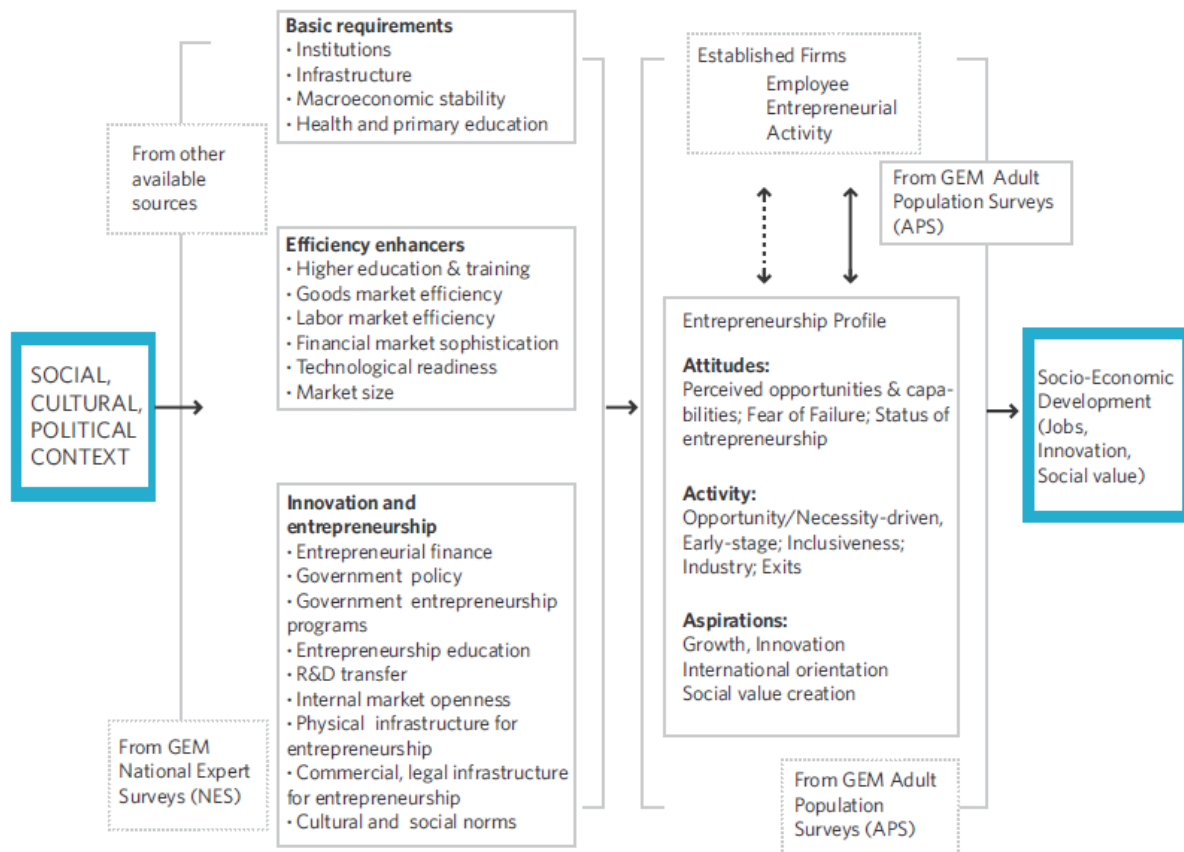 SOCIAL,
CULTURAL,
POLITICAL
CONTEXT
From other
available
sources
From GEM
National Expert
Surveys (NES)
Basic requirements
· Institutions
· Infrastructure
· Macroeconomic stability
· Health and primary education
Efficiency enhancers
· Higher education & training
· Goods market efficiency
· Labor market efficiency
· Financial market sophistication
· Technological readiness
· Market size
Innovation and
entrepreneurship
· Entrepreneurial finance
· Government policy
· Government entrepreneurship
programs
· Entrepreneurship education
· R&D transfer
· Internal market openness
· Physical infrastructure for
entrepreneurship
· Commercial, legal infrastructure
for entrepreneurship
· Cultural and social norms
Established Firms
Employee
Entrepreneurial
Activity
From GEM Adult
Population Surveys
(APS)
Entrepreneurship Profile
Attitudes:
Perceived opportunities & capa-
bilities; Fear of Failure; Status of
entrepreneurship
Activity:
Opportunity/Necessity-driven,
Early-stage; Inclusiveness;
Industry; Exits
Aspirations:
Growth, Innovation
International orientation
Social value creation
From GEM Adult
Population
Surveys (APS)
Socio-Economic
Development
(Jobs,
Innovation,
Social value)